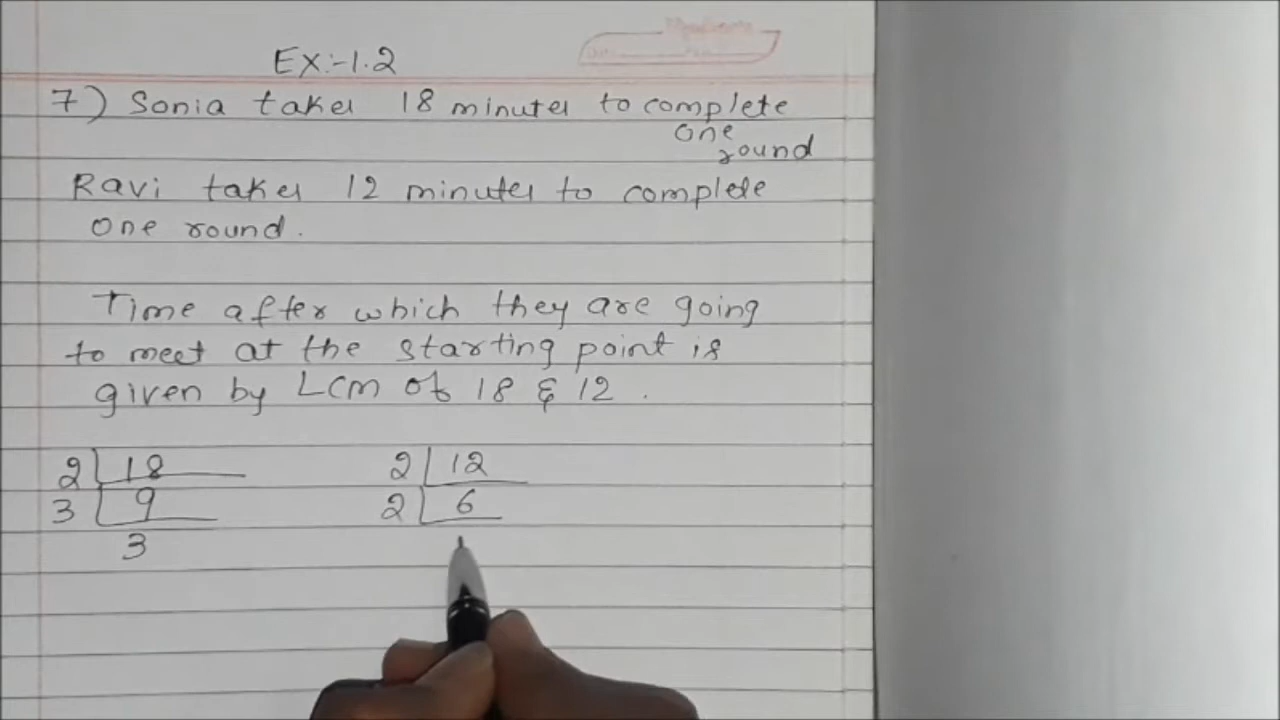 EX:-1.2
7) Sonia takes 18 minutes to complete
one
round
Ravi takes 12 minutes to complete
one round.
Time after which they are going
to meet at the starting point is
given by LCM of 18 & 12.
2 18
3 9
3
2 12
2 6